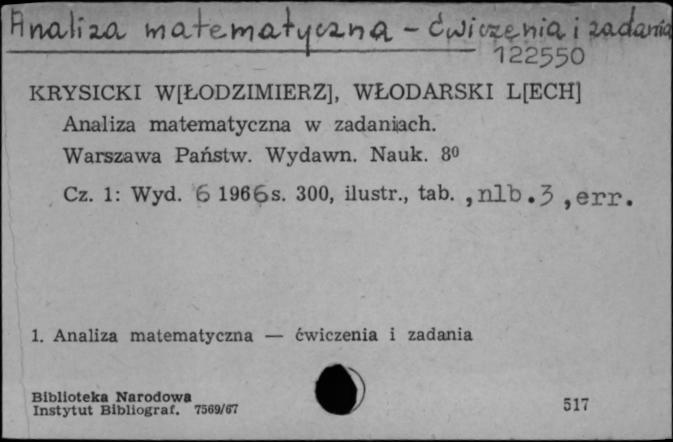 Analiza matematyczna - ćwiczenia i zadania
122550
KRYSICKI W[ŁODZIMIERZ], WŁODARSKI L[ECH]
Analiza matematyczna w zadaniach.
Warszawa Państw. Wydawn. Nauk. 8⁰
Cz. 1: Wyd. 6 1966 s. 300, ilustr., tab. , nlb. 3 , err.
1. Analiza matematyczna — ćwiczenia i zadania
Biblioteka Narodowa
Instytut Bibliograf. 7569/67
517